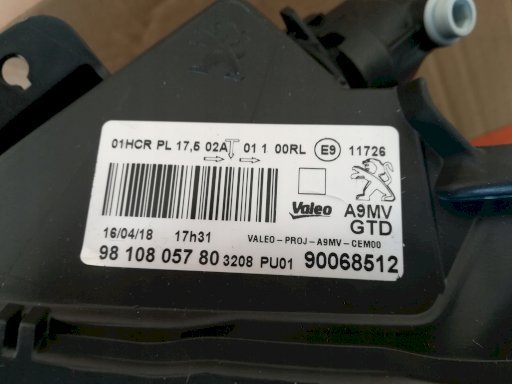 01HCR PL 17,5 02A 01 1 00RL E9 11726
Valeo A9MV
GTD
16/04/18 17h31 VALEO-PROJ-A9MV-CEM00
98 108 057 80 3208 PU01 90068512